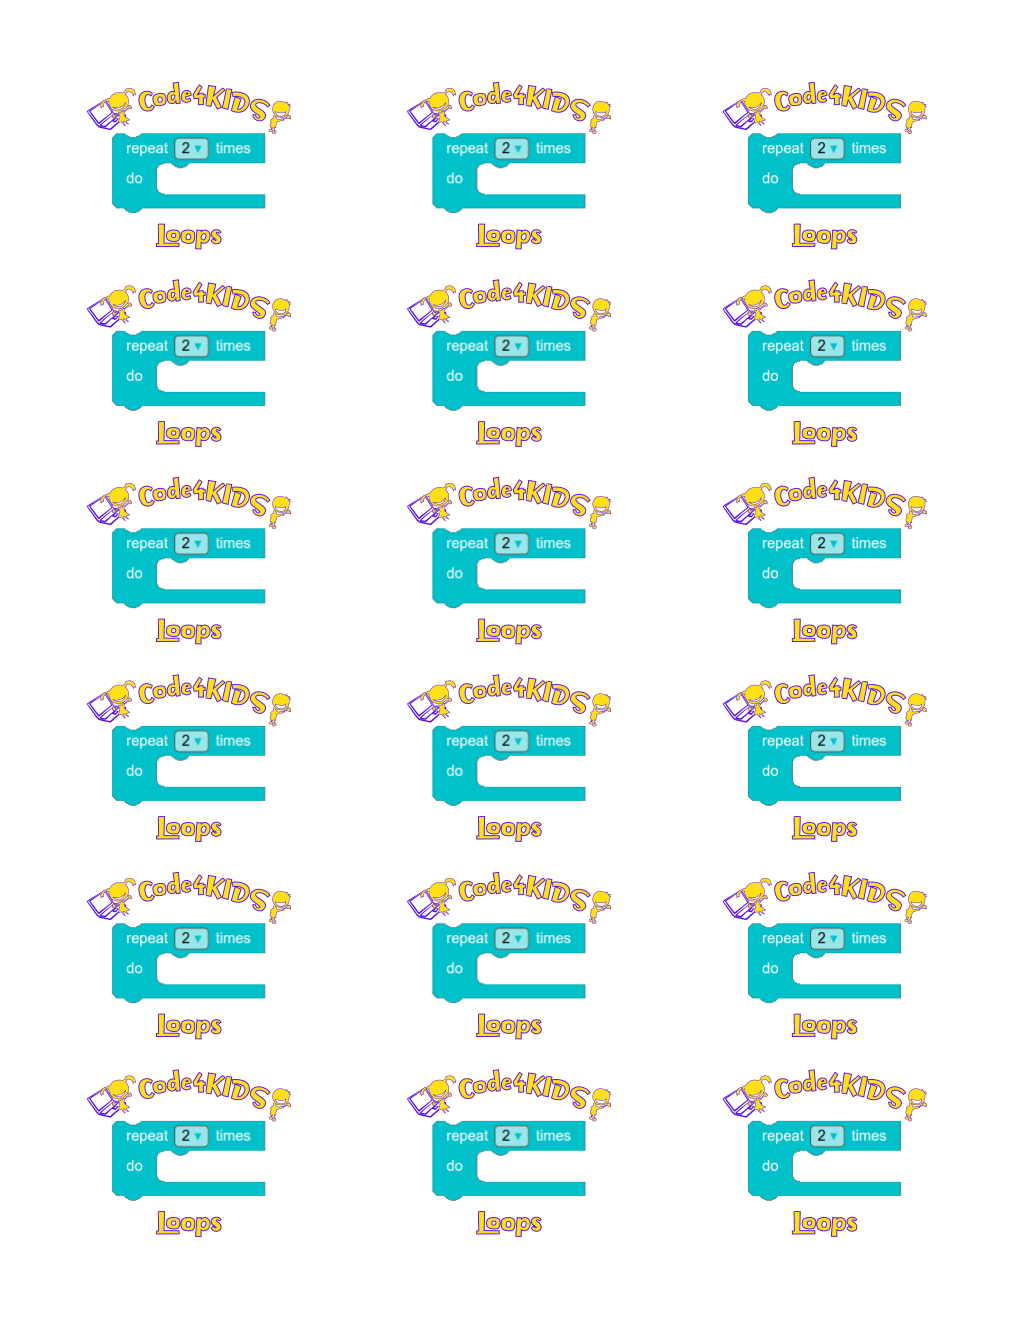 Code4KIDS Code4KIDS Code4KIDS
repeat 2 ▾ times repeat 2 ▾ times repeat 2 ▾ times
do do do
Loops Loops Loops
Code4KIDS Code4KIDS Code4KIDS
repeat 2 ▾ times repeat 2 ▾ times repeat 2 ▾ times
do do do
Loops Loops Loops
Code4KIDS Code4KIDS Code4KIDS
repeat 2 ▾ times repeat 2 ▾ times repeat 2 ▾ times
do do do
Loops Loops Loops
Code4KIDS Code4KIDS Code4KIDS
repeat 2 ▾ times repeat 2 ▾ times repeat 2 ▾ times
do do do
Loops Loops Loops
Code4KIDS Code4KIDS Code4KIDS
repeat 2 ▾ times repeat 2 ▾ times repeat 2 ▾ times
do do do
Loops Loops Loops
Code4KIDS Code4KIDS Code4KIDS
repeat 2 ▾ times repeat 2 ▾ times repeat 2 ▾ times
do do do
Loops Loops Loops